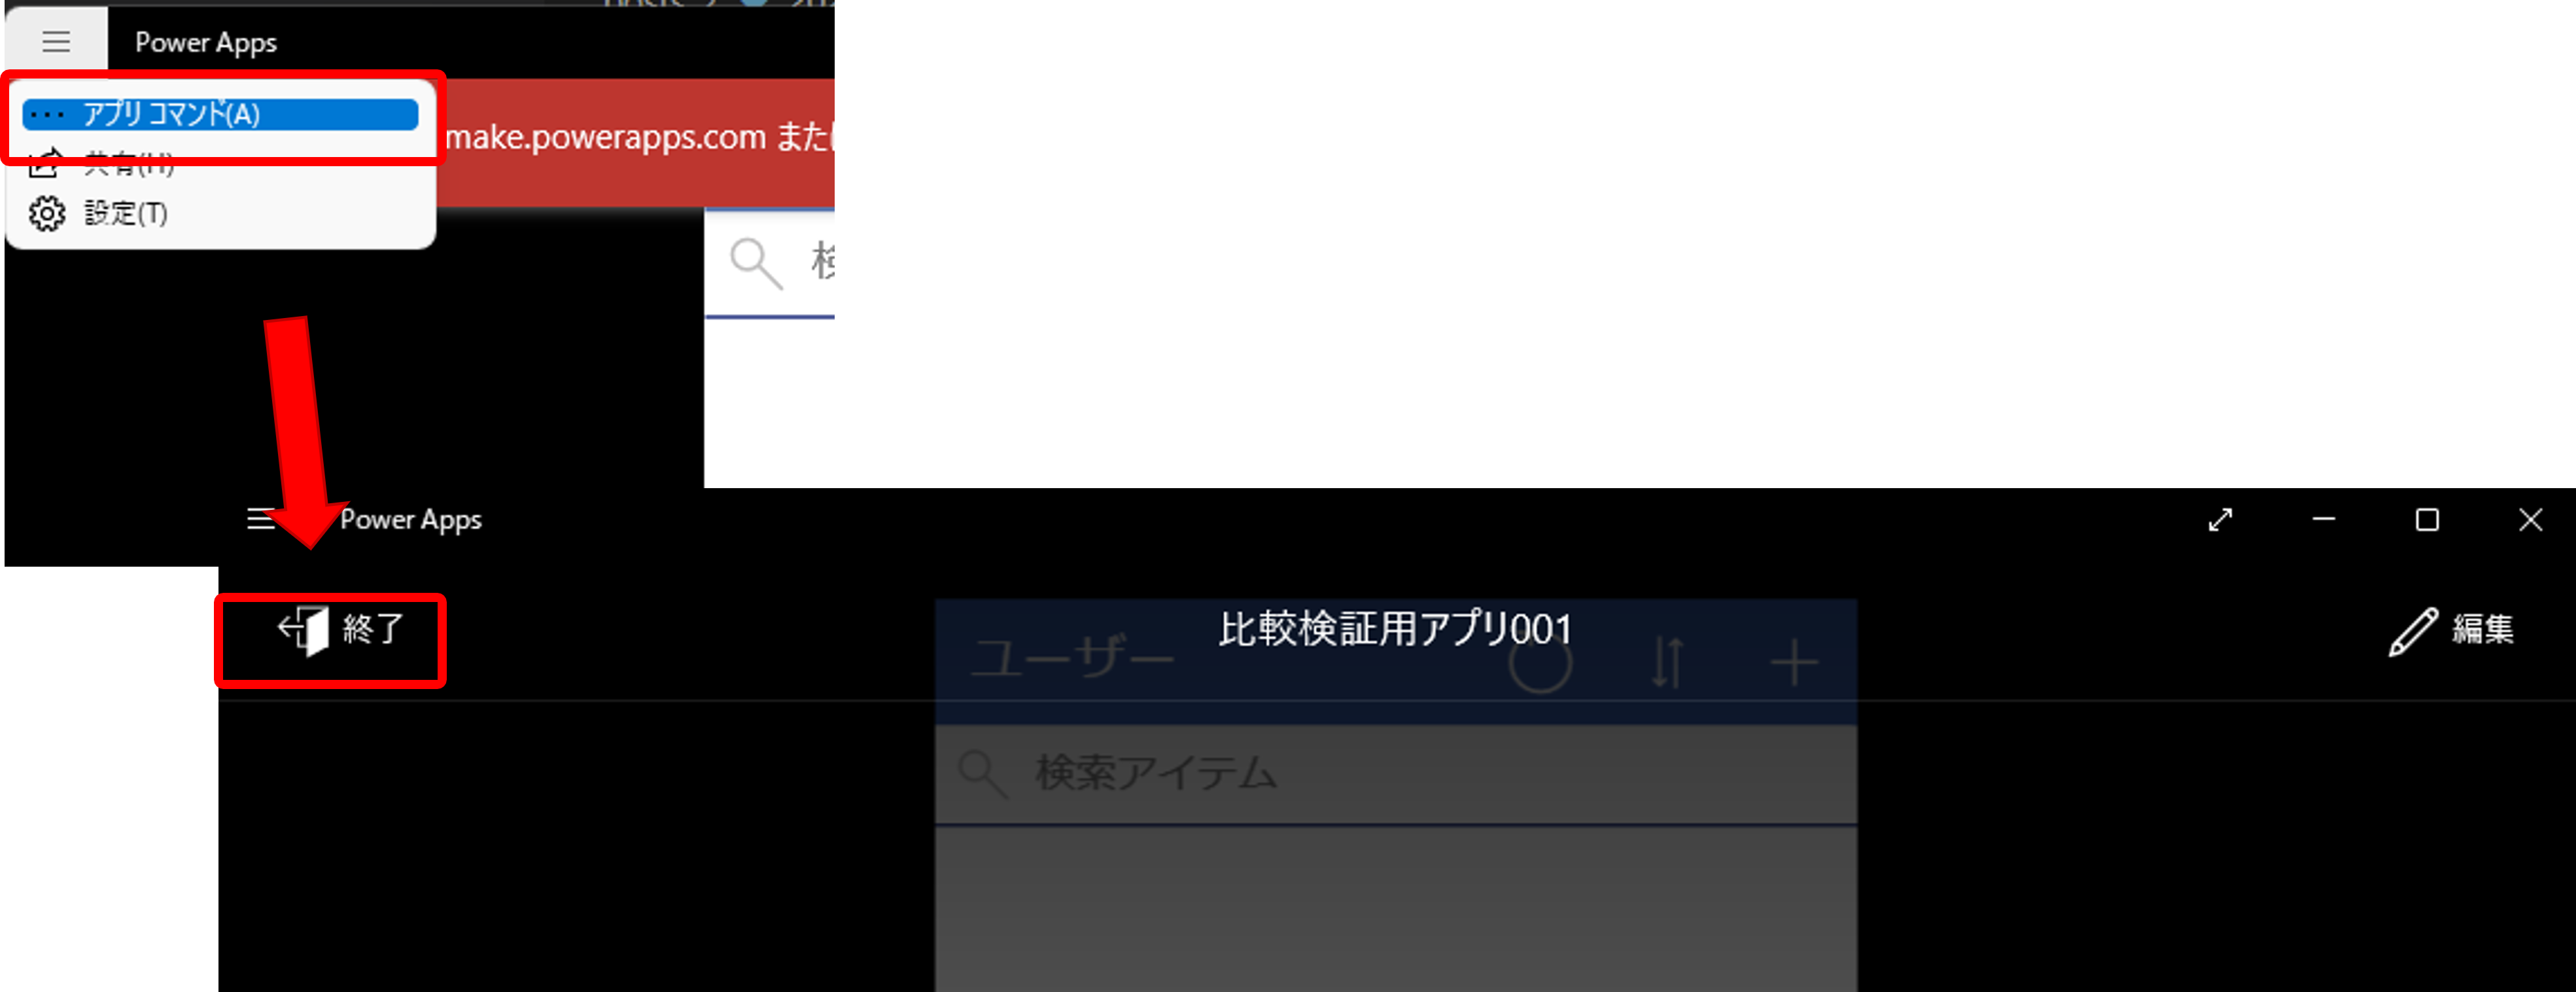 Power Apps
アプリ コマンド(A)
make.powerapps.com または
共有(H)
設定(T)
Power Apps
終了
比較検証用アプリ001
編集
ユーザー
検索アイテム